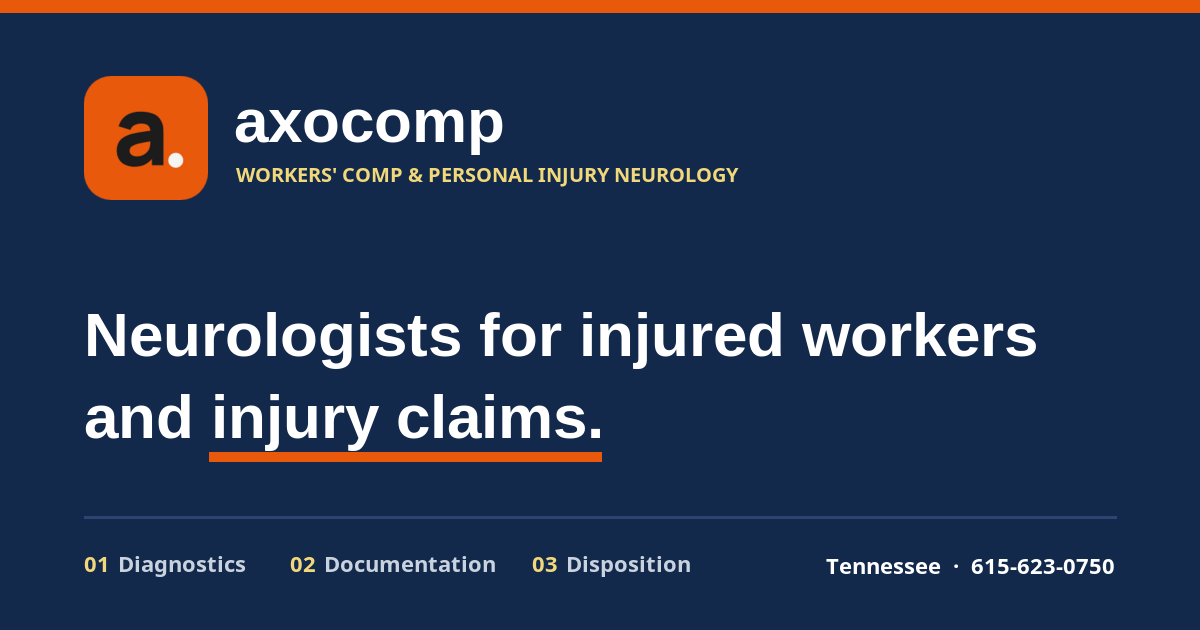 a.
axocomp
WORKERS' COMP & PERSONAL INJURY NEUROLOGY
Neurologists for injured workers
and injury claims.
01 Diagnostics 02 Documentation 03 Disposition
Tennessee · 615-623-0750